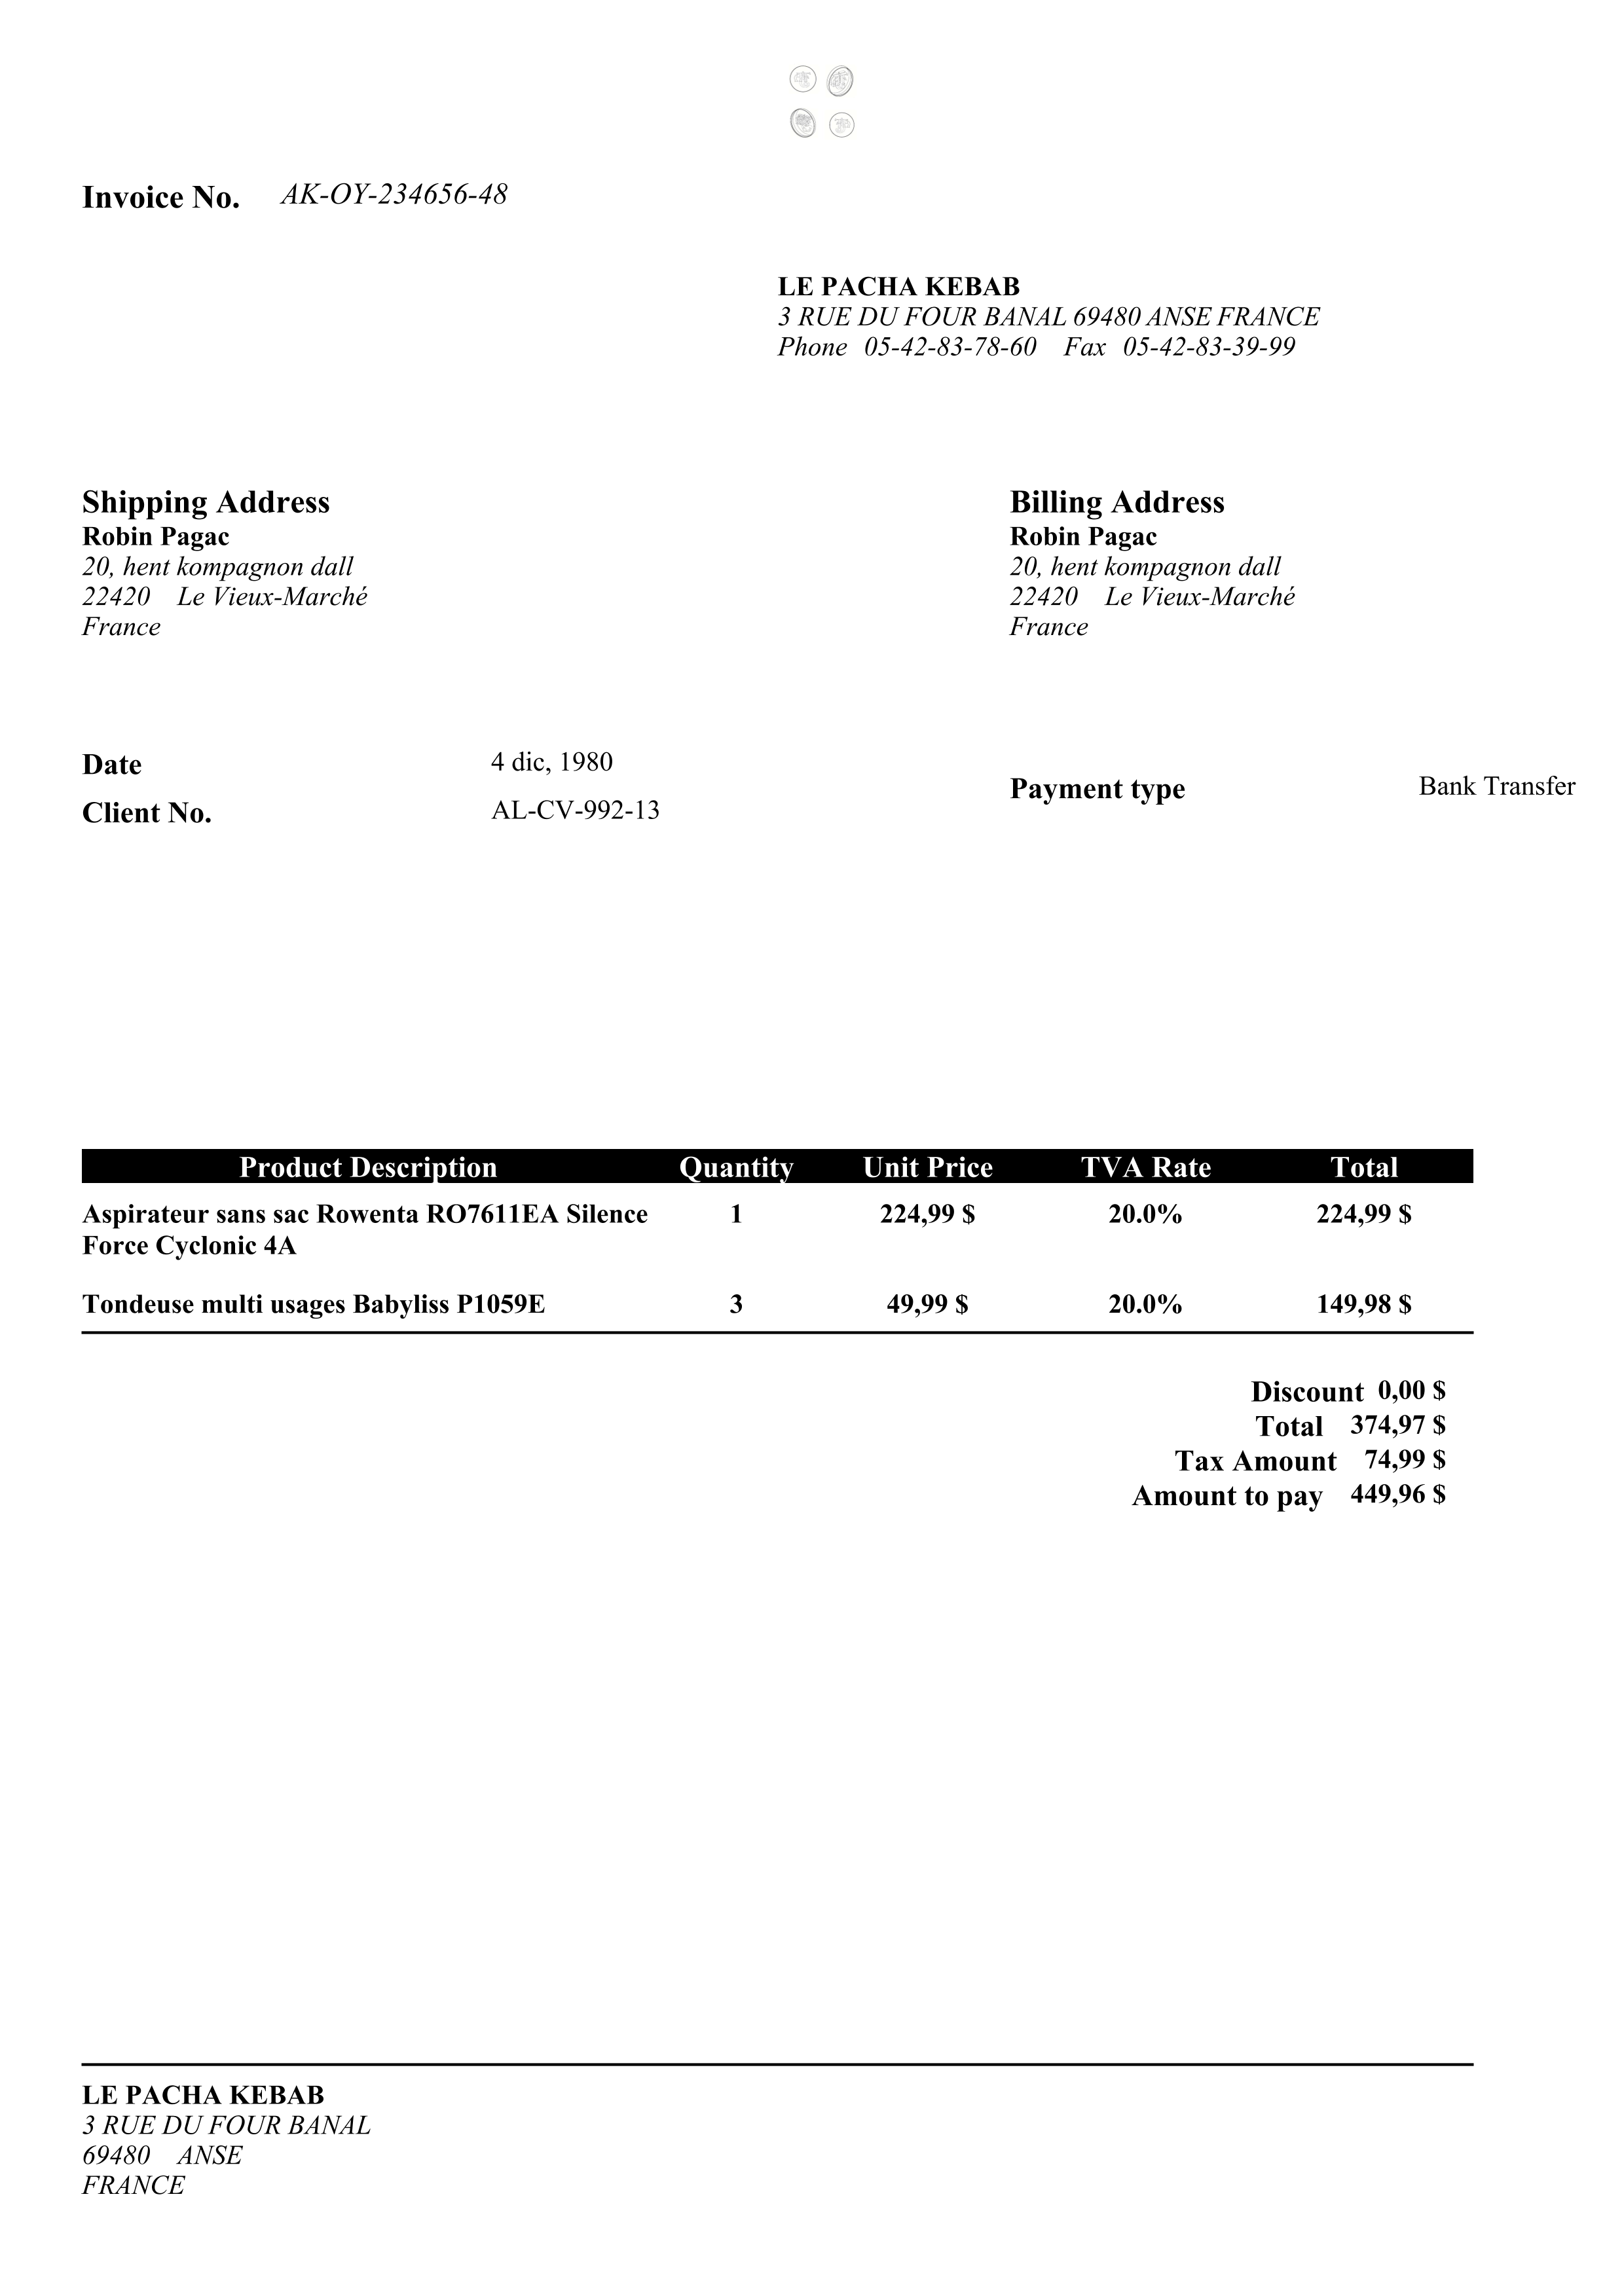 Invoice No. AK-OY-234656-48
LE PACHA KEBAB
3 RUE DU FOUR BANAL 69480 ANSE FRANCE
Phone 05-42-83-78-60 Fax 05-42-83-39-99
Shipping Address
Robin Pagac
20, hent kompagnon dall
22420 Le Vieux-Marché
France
Billing Address
Robin Pagac
20, hent kompagnon dall
22420 Le Vieux-Marché
France
Date 4 dic, 1980
Client No. AL-CV-992-13
Payment type Bank Transfer
Product Description Quantity Unit Price TVA Rate Total
Aspirateur sans sac Rowenta RO7611EA Silence 1 224,99 $ 20.0% 224,99 $
Force Cyclonic 4A
Tondeuse multi usages Babyliss P1059E 3 49,99 $ 20.0% 149,98 $
Discount 0,00 $
Total 374,97 $
Tax Amount 74,99 $
Amount to pay 449,96 $
LE PACHA KEBAB
3 RUE DU FOUR BANAL
69480 ANSE
FRANCE